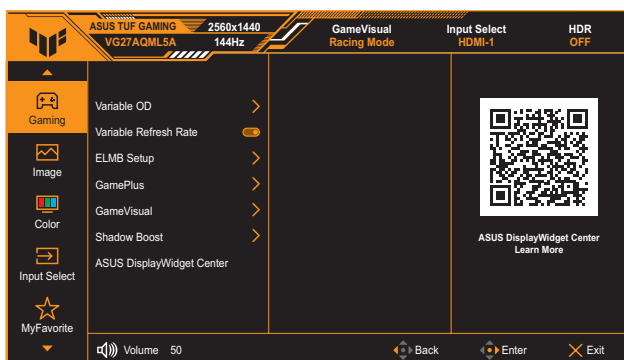 ASUS TUF GAMING 2560x1440 GameVisual Input Select HDR
VG27AQML5A 144Hz Racing Mode HDMI-1 OFF
Gaming
Image
Color
Input Select
MyFavorite
Variable OD
Variable Refresh Rate
ELMB Setup
GamePlus
GameVisual
Shadow Boost
ASUS DisplayWidget Center
ASUS DisplayWidget Center
Learn More
Volume 50 Back Enter Exit